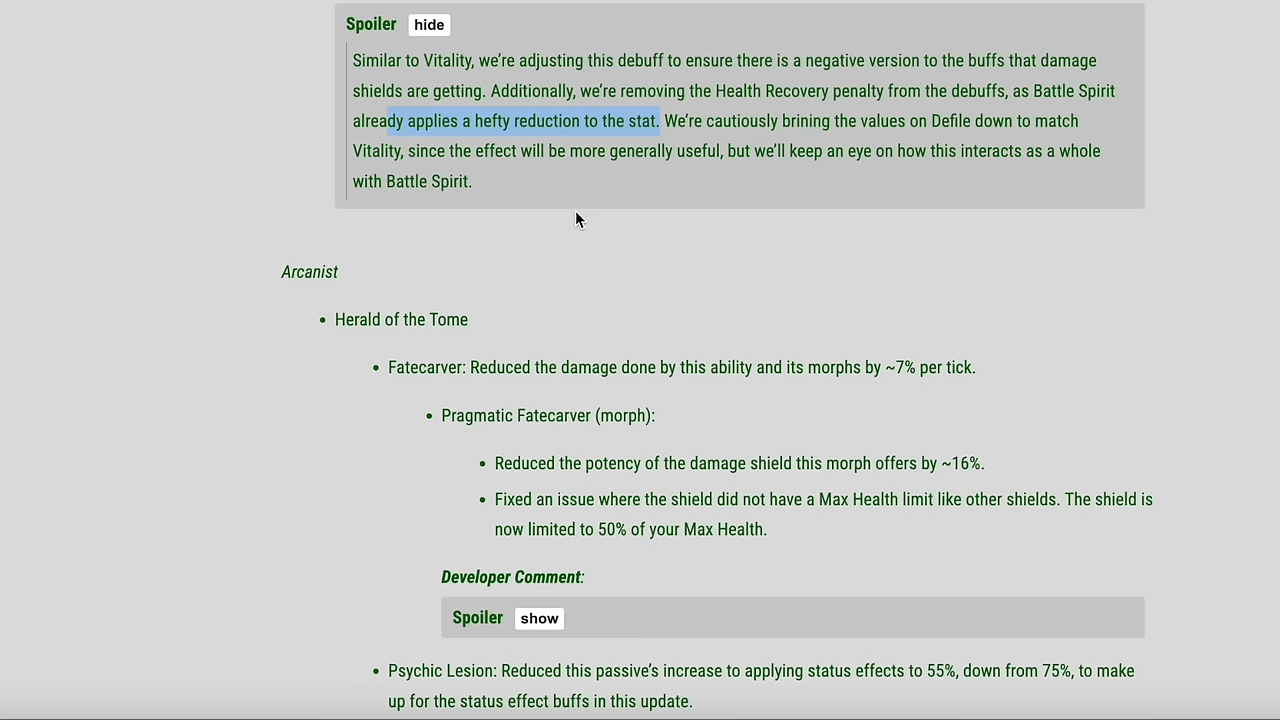 Spoiler hide
Similar to Vitality, we’re adjusting this debuff to ensure there is a negative version to the buffs that damage
shields are getting. Additionally, we’re removing the Health Recovery penalty from the debuffs, as Battle Spirit
already applies a hefty reduction to the stat. We’re cautiously brining the values on Defile down to match
Vitality, since the effect will be more generally useful, but we’ll keep an eye on how this interacts as a whole
with Battle Spirit.
Arcanist
• Herald of the Tome
• Fatecarver: Reduced the damage done by this ability and its morphs by ~7% per tick.
• Pragmatic Fatecarver (morph):
• Reduced the potency of the damage shield this morph offers by ~16%.
• Fixed an issue where the shield did not have a Max Health limit like other shields. The shield is
now limited to 50% of your Max Health.
Developer Comment:
Spoiler show
• Psychic Lesion: Reduced this passive’s increase to applying status effects to 55%, down from 75%, to make
up for the status effect buffs in this update.